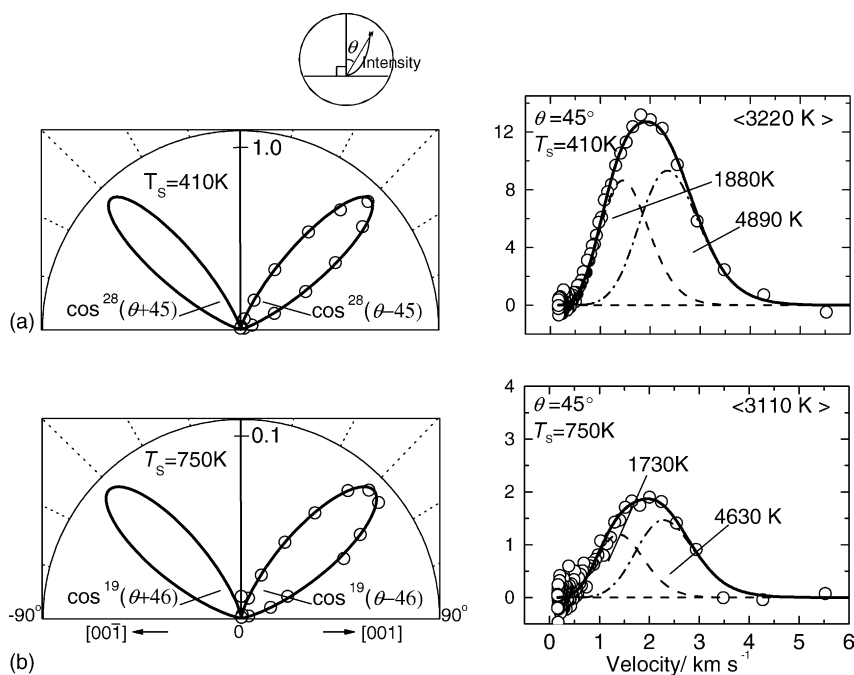 θ
Intensity
1.0
T_S=410K
cos^28(θ+45)
cos^28(θ−45)
(a)
θ=45°
<3220 K >
T_S=410K
1880K
4890 K
12
8
4
0
0.1
T_S=750K
cos^19(θ+46)
cos^19(θ−46)
-90°
0
90°
[001̄]
[001]
(b)
θ=45°
<3110 K >
T_S=750K
1730K
4630 K
4
3
2
1
0
0 1 2 3 4 5 6
Velocity/ km s^-1